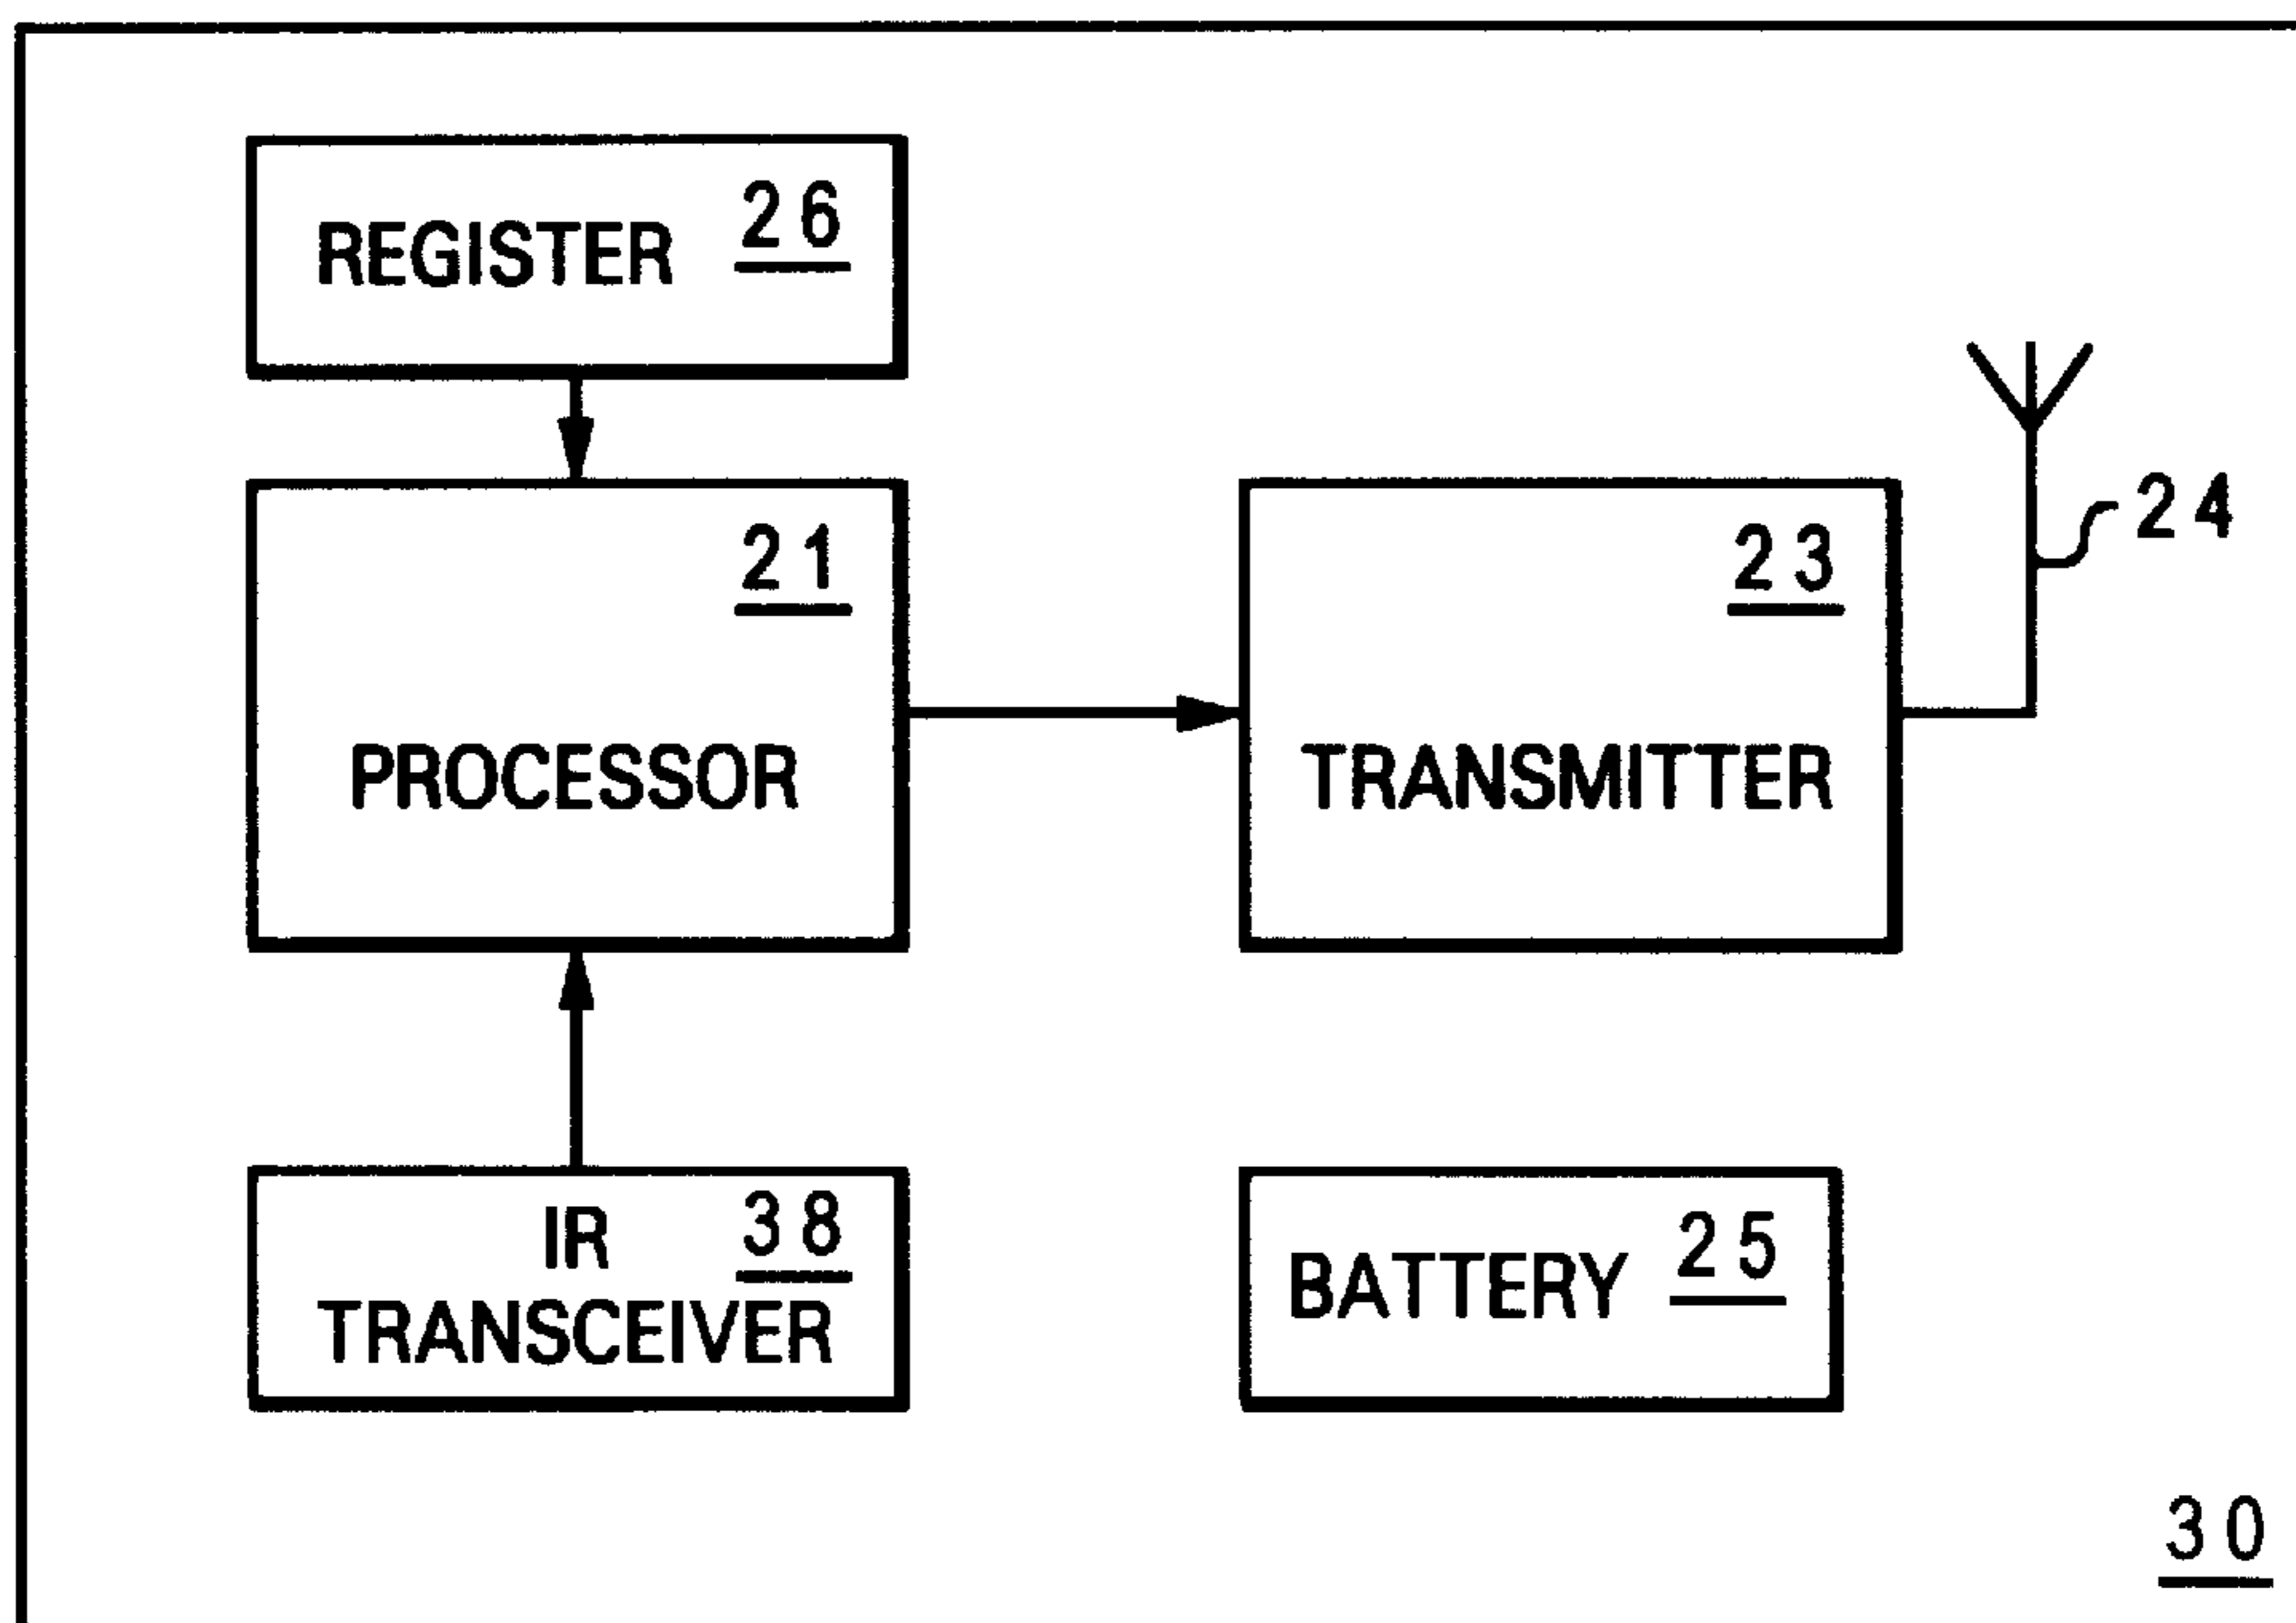 REGISTER 26
21
PROCESSOR
23
TRANSMITTER
24
IR 38
TRANSCEIVER
BATTERY 25
30